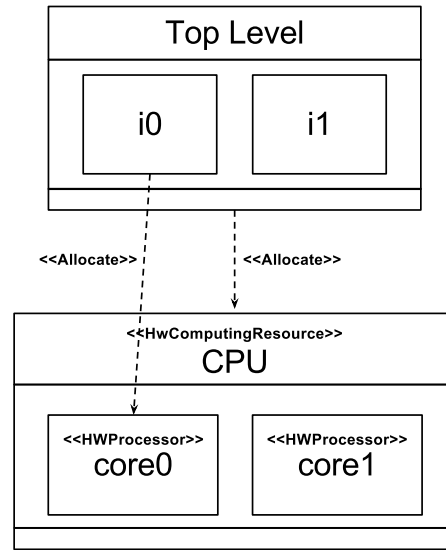 Top Level
i0
i1
<<Allocate>>
<<Allocate>>
<<HwComputingResource>>
CPU
<<HWProcessor>>
core0
<<HWProcessor>>
core1